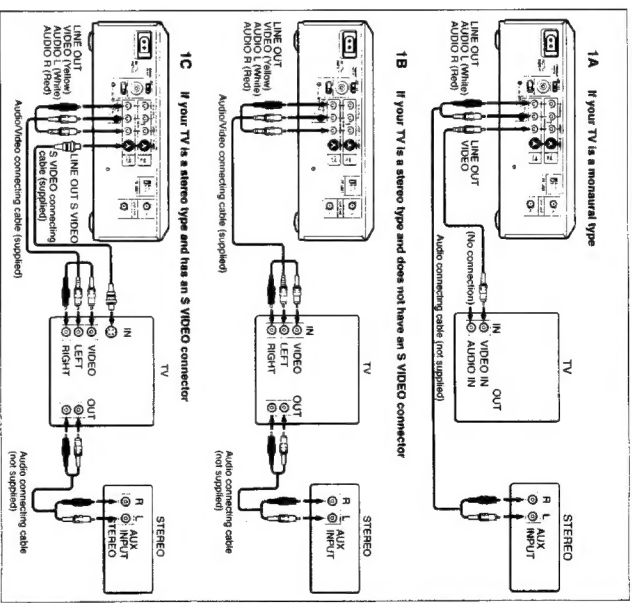 1A If your TV is a monaural type
LINE OUT
AUDIO L (White)
AUDIO R (Red)
LINE OUT
VIDEO
(No connection)
Audio connecting cable (not supplied)
TV
OUT
IN
VIDEO IN
AUDIO IN
STEREO
R L
AUX
INPUT
1B If your TV is a stereo type and does not have an S VIDEO connector
LINE OUT
VIDEO (Yellow)
AUDIO L (White)
AUDIO R (Red)
Audio/Video connecting cable (supplied)
TV
IN
VIDEO
LEFT
RIGHT
OUT
Audio connecting cable
(not supplied)
STEREO
R L
AUX
INPUT
1C If your TV is a stereo type and has an S VIDEO connector
LINE OUT
VIDEO (Yellow)
AUDIO L (White)
AUDIO R (Red)
LINE OUT S VIDEO
S VIDEO connecting
cable (supplied)
Audio/Video connecting cable (supplied)
TV
IN
VIDEO
LEFT
RIGHT
OUT
Audio connecting cable
(not supplied)
STEREO
R L
AUX
INPUT
STEREO